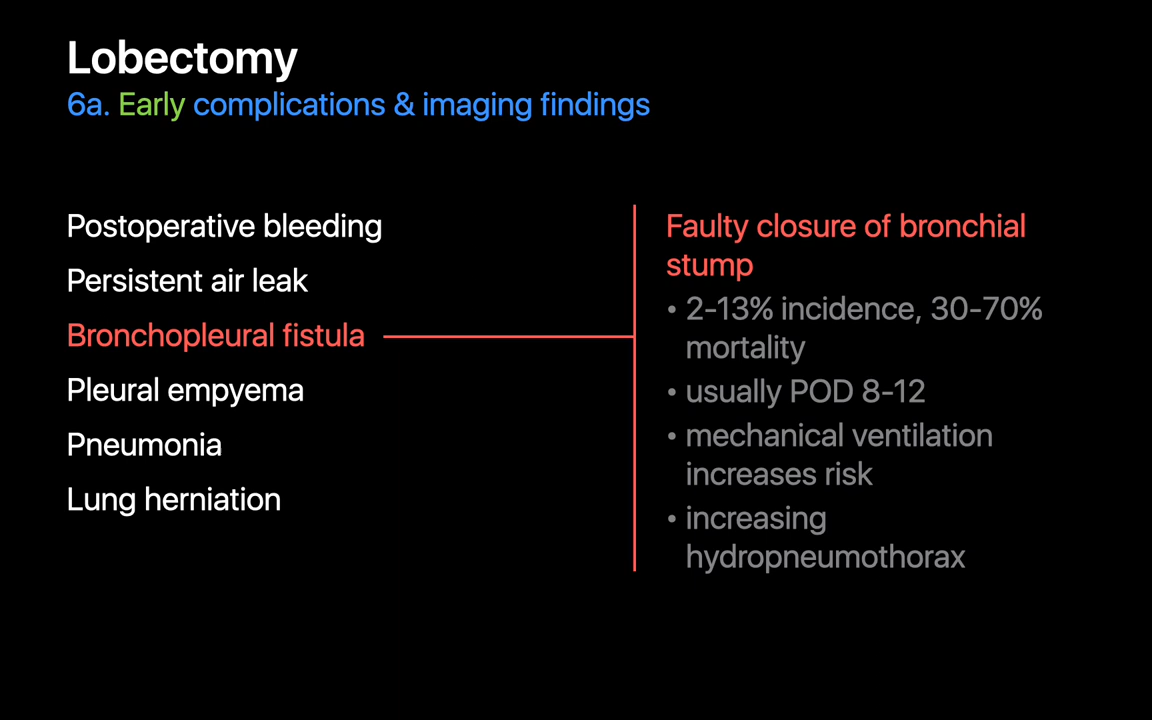 Lobectomy
6a. Early complications & imaging findings
Postoperative bleeding
Persistent air leak
Bronchopleural fistula
Pleural empyema
Pneumonia
Lung herniation
Faulty closure of bronchial
stump
• 2-13% incidence, 30-70%
mortality
• usually POD 8-12
• mechanical ventilation
increases risk
• increasing
hydropneumothorax